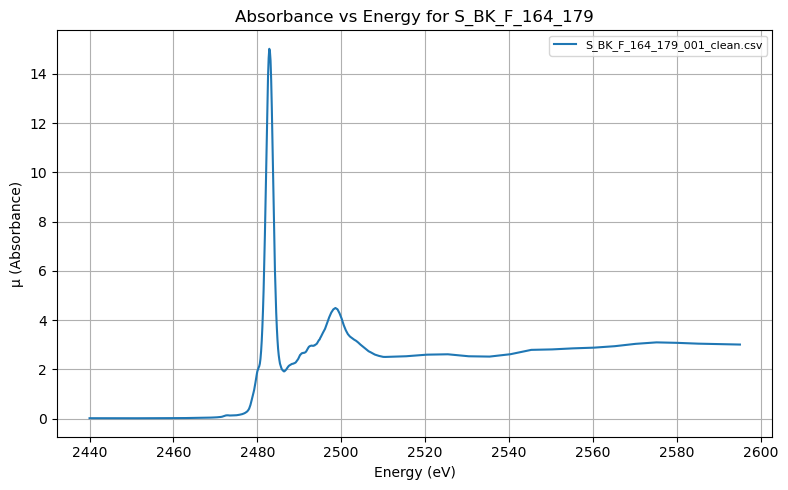 Absorbance vs Energy for S_BK_F_164_179
S_BK_F_164_179_001_clean.csv
14
12
10
8
6
4
2
0
μ (Absorbance)
2440 2460 2480 2500 2520 2540 2560 2580 2600
Energy (eV)